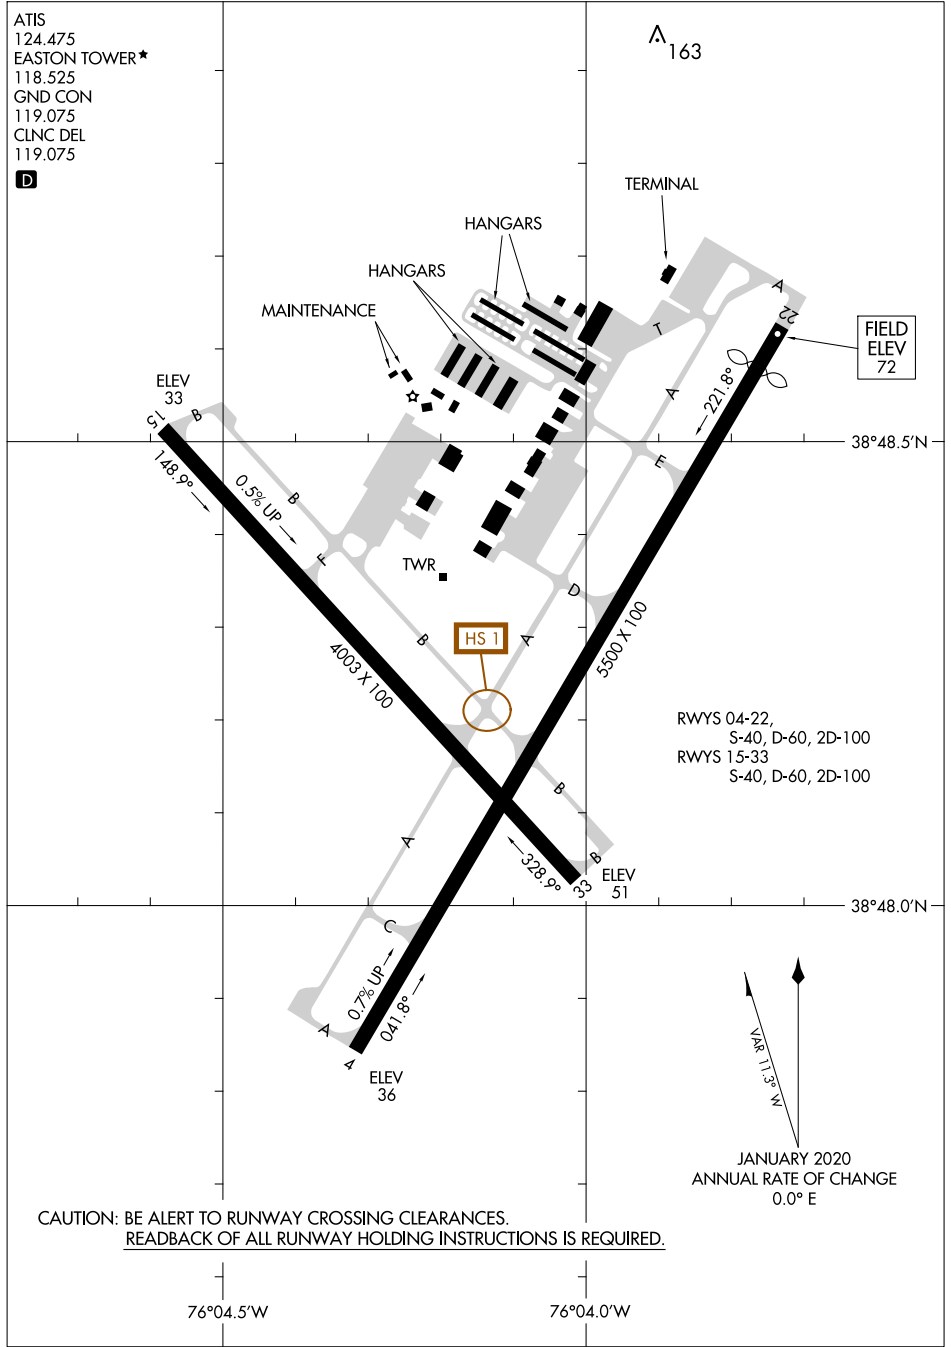 ATIS
124.475
EASTON TOWER★
118.525
GND CON
119.075
CLNC DEL
119.075
D
163
TERMINAL
HANGARS
HANGARS
MAINTENANCE
A
22
FIELD
ELEV
72
T
ELEV
33
15
B
A
221.8°
38°48.5'N
148.9°
0.5% UP
B
E
F
TWR
D
HS 1
B
A
5500 X 100
4003 X 100
RWYS 04-22,
S-40, D-60, 2D-100
RWYS 15-33
S-40, D-60, 2D-100
B
A
328.9°
33
B
ELEV
51
38°48.0'N
C
0.7% UP
041.8°
A
4
ELEV
36
VAR 11.3° W
JANUARY 2020
ANNUAL RATE OF CHANGE
0.0° E
CAUTION: BE ALERT TO RUNWAY CROSSING CLEARANCES.
READBACK OF ALL RUNWAY HOLDING INSTRUCTIONS IS REQUIRED.
76°04.5'W
76°04.0'W